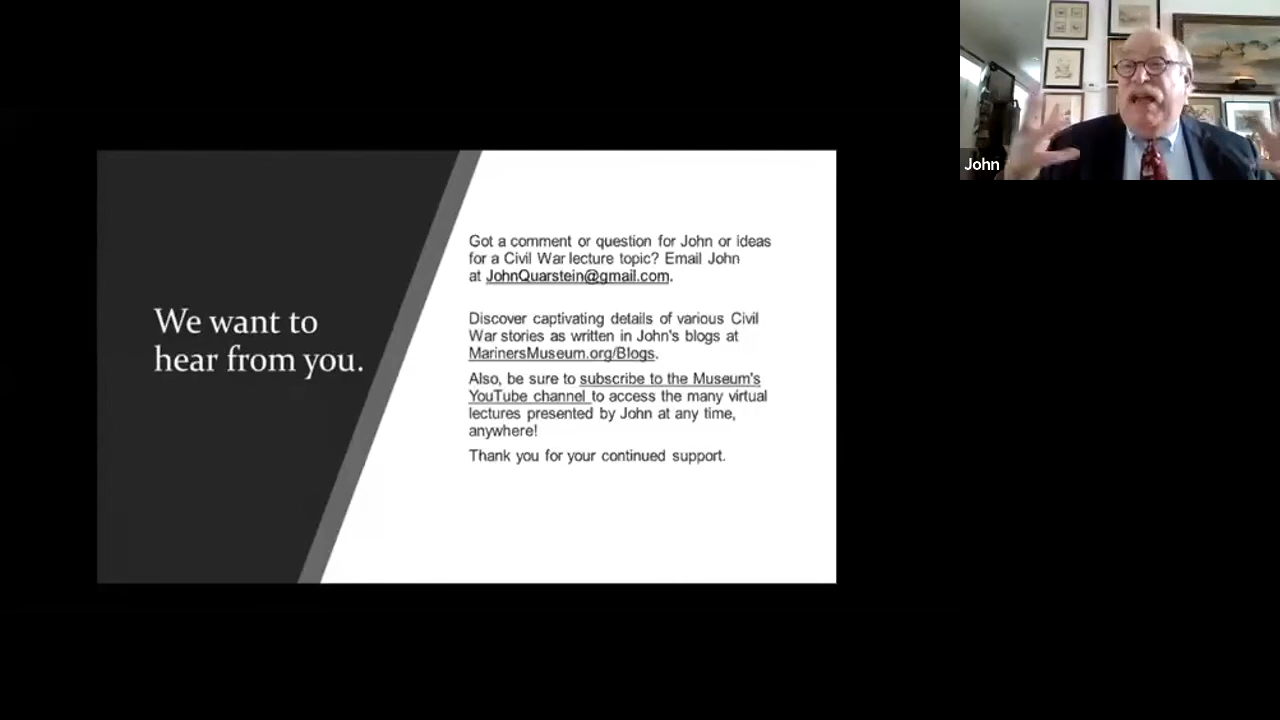 John
We want to
hear from you.
Got a comment or question for John or ideas
for a Civil War lecture topic? Email John
at JohnQuarstein@gmail.com.
Discover captivating details of various Civil
War stories as written in John's blogs at
MarinersMuseum.org/Blogs.
Also, be sure to subscribe to the Museum's
YouTube channel to access the many virtual
lectures presented by John at any time,
anywhere!
Thank you for your continued support.